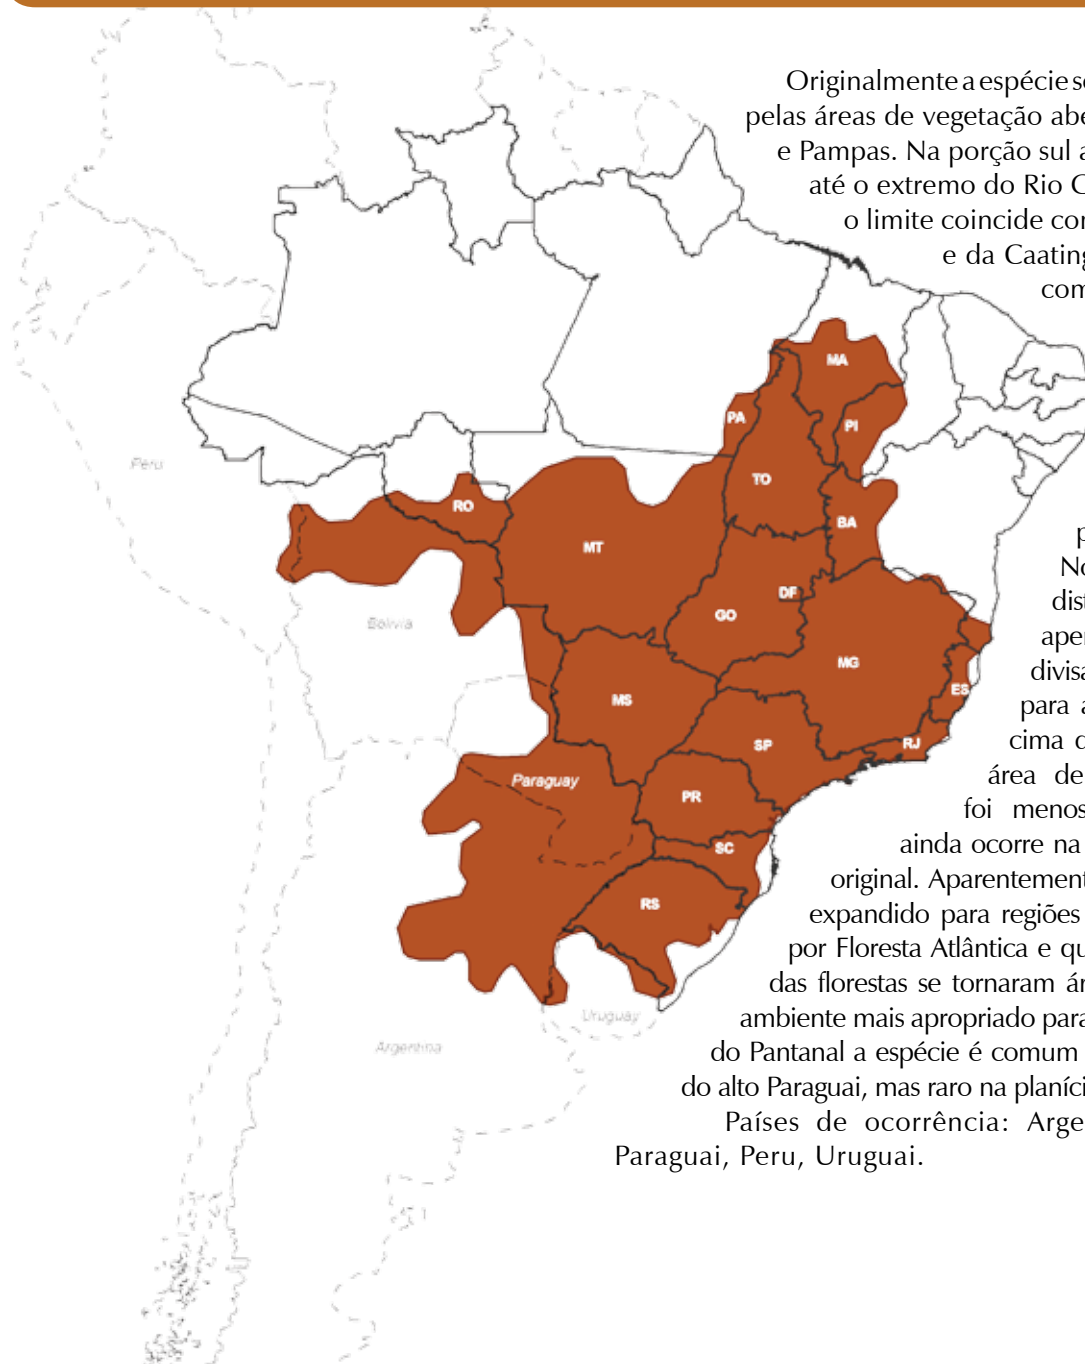 Originalmente a espécie se
pelas áreas de vegetação abe
e Pampas. Na porção sul a
até o extremo do Rio G
o limite coincide com
e da Caating
com
MA
PA
PI
Peru
TO
RO
BA
p
MT
No
DF
dist
GO
Bolívia
aper
MG
divisa
ES
MS
para a
RJ
SP
cima d
Paraguay
área de
PR
foi menos
SC
ainda ocorre na
original. Aparentement
RS
expandido para regiões
por Floresta Atlântica e qu
das florestas se tornaram ár
Uruguay
ambiente mais apropriado para
Argentina
do Pantanal a espécie é comum
do alto Paraguai, mas raro na planíci
Países de ocorrência: Arge
Paraguai, Peru, Uruguai.